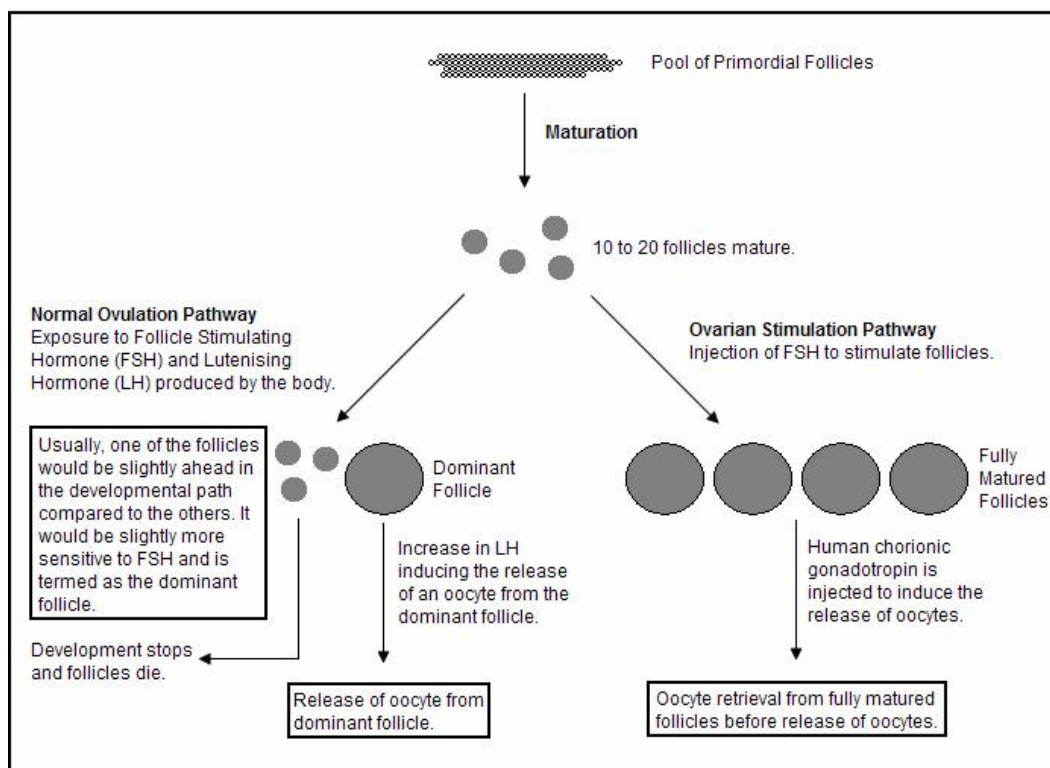 Pool of Primordial Follicles
Maturation
10 to 20 follicles mature.
Normal Ovulation Pathway
Exposure to Follicle Stimulating
Hormone (FSH) and Lutenising
Hormone (LH) produced by the body.
Ovarian Stimulation Pathway
Injection of FSH to stimulate follicles.
Usually, one of the follicles
would be slightly ahead in
the developmental path
compared to the others. It
would be slightly more
sensitive to FSH and is
termed as the dominant
follicle.
Dominant
Follicle
Fully
Matured
Follicles
Increase in LH
inducing the release
of an oocyte from the
dominant follicle.
Human chorionic
gonadotropin is
injected to induce the
release of oocytes.
Development stops
and follicles die.
Release of oocyte from
dominant follicle.
Oocyte retrieval from fully matured
follicles before release of oocytes.